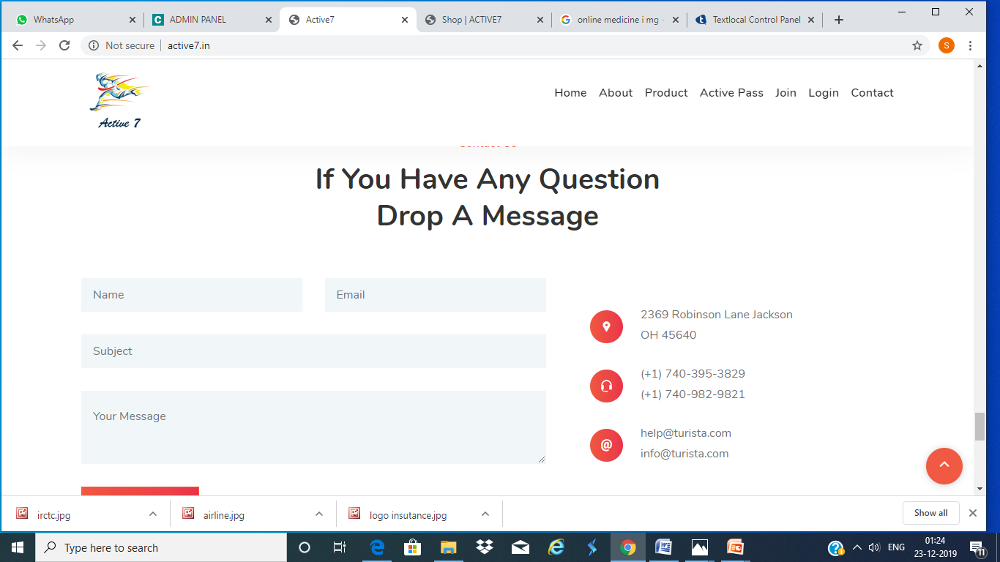 WhatsApp
ADMIN PANEL
Active7
Shop | ACTIVE7
online medicine i mg -
Textlocal Control Panel
Not secure
active7.in
S
Active 7
Home About Product Active Pass Join Login Contact
If You Have Any Question
Drop A Message
Name
Email
Subject
Your Message
2369 Robinson Lane Jackson
OH 45640
(+1) 740-395-3829
(+1) 740-982-9821
help@turista.com
info@turista.com
irctc.jpg
airline.jpg
logo insutance.jpg
Show all
Type here to search
ENG
01:24
23-12-2019
11